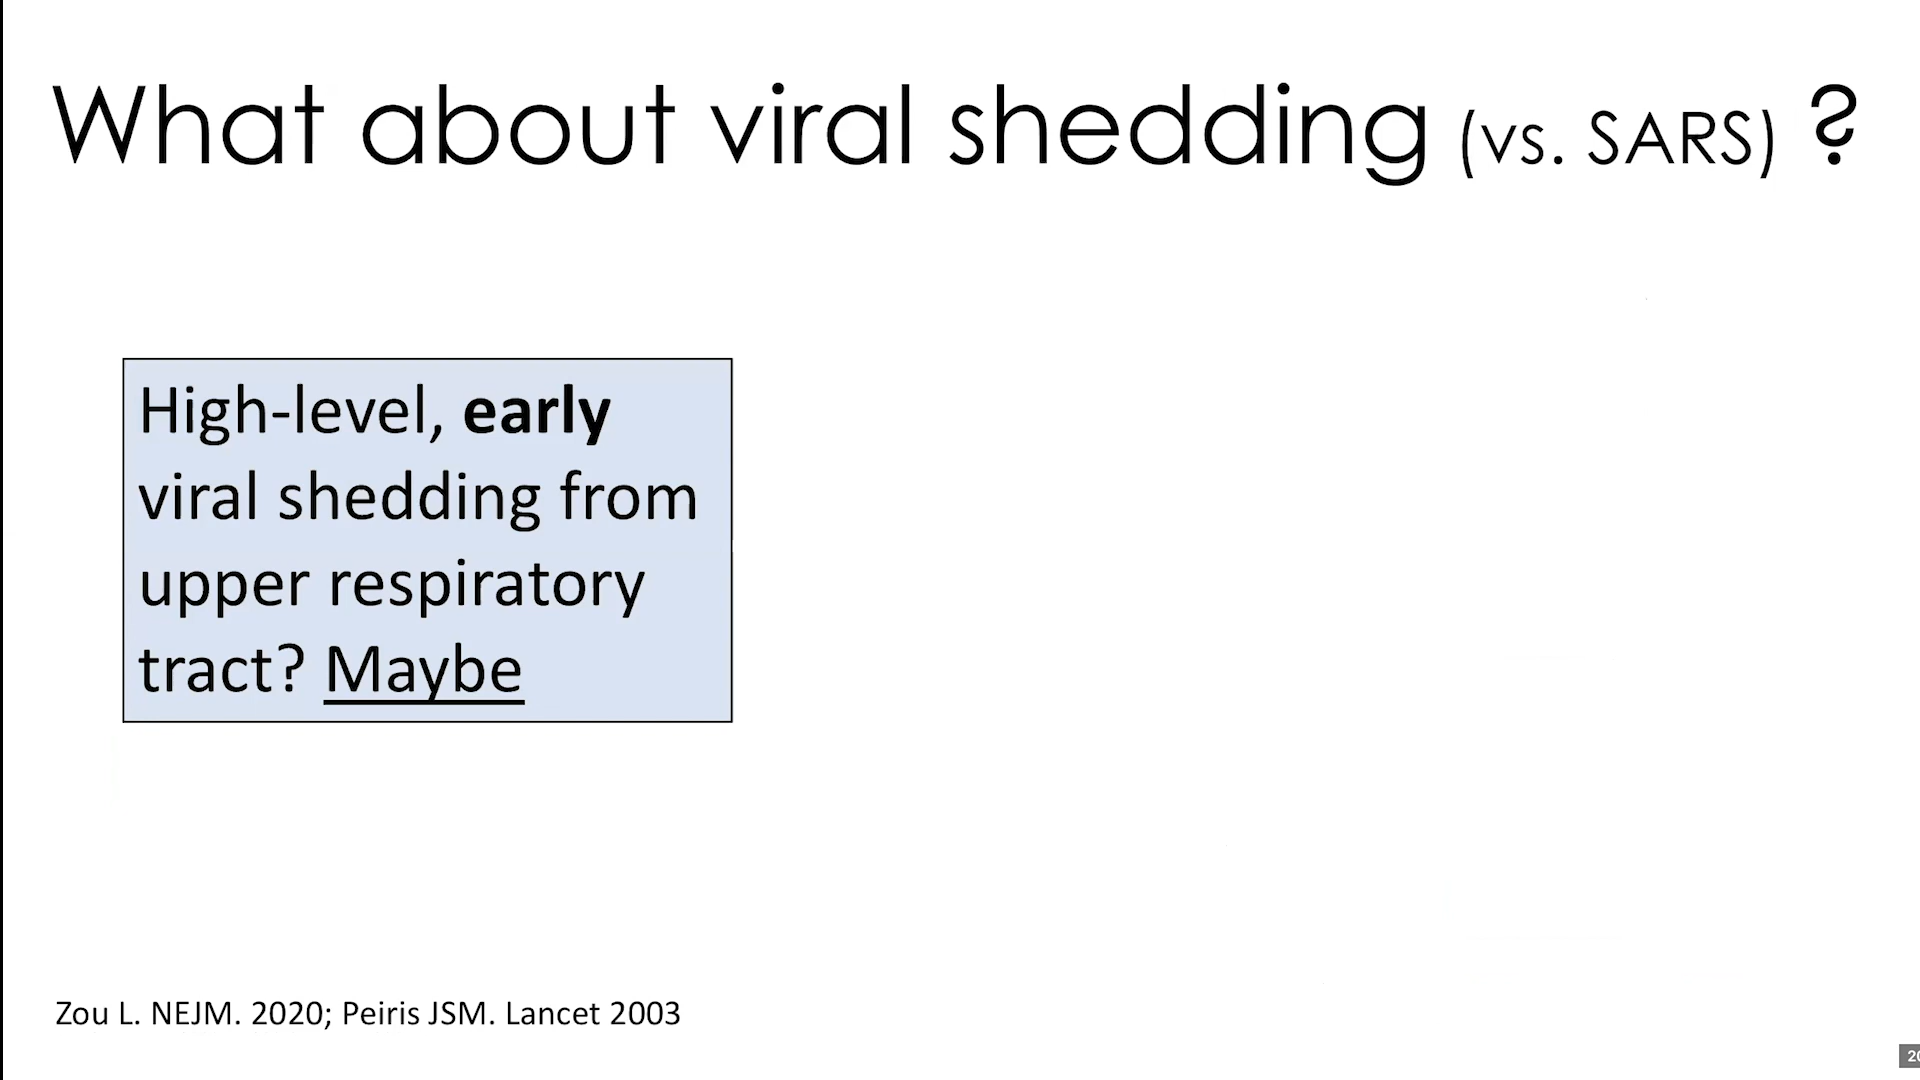 What about viral shedding (vs. SARS) ?
High-level, early
viral shedding from
upper respiratory
tract? Maybe
Zou L. NEJM. 2020; Peiris JSM. Lancet 2003